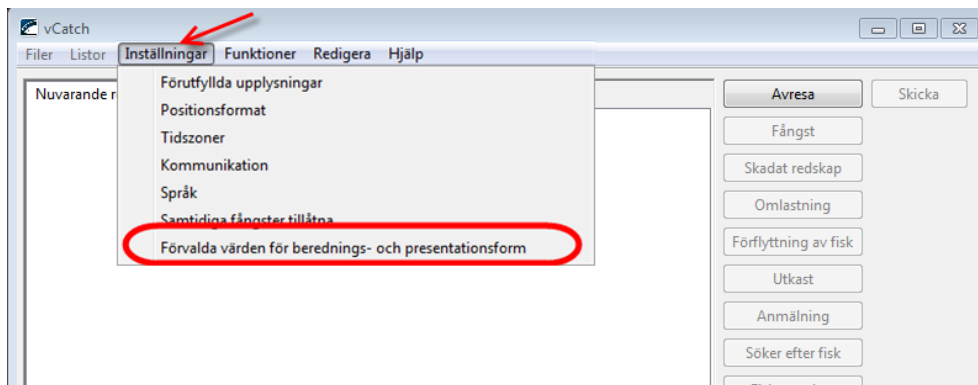 vCatch
Filer Listor Inställningar Funktioner Redigera Hjälp
Nuvarande r
Förutfyllda upplysningar
Positionsformat
Tidszoner
Kommunikation
Språk
Samtidiga fångster tillåtna
Förvalda värden för berednings- och presentationsform
Avresa Skicka
Fångst
Skadat redskap
Omlastning
Förflyttning av fisk
Utkast
Anmälning
Söker efter fisk